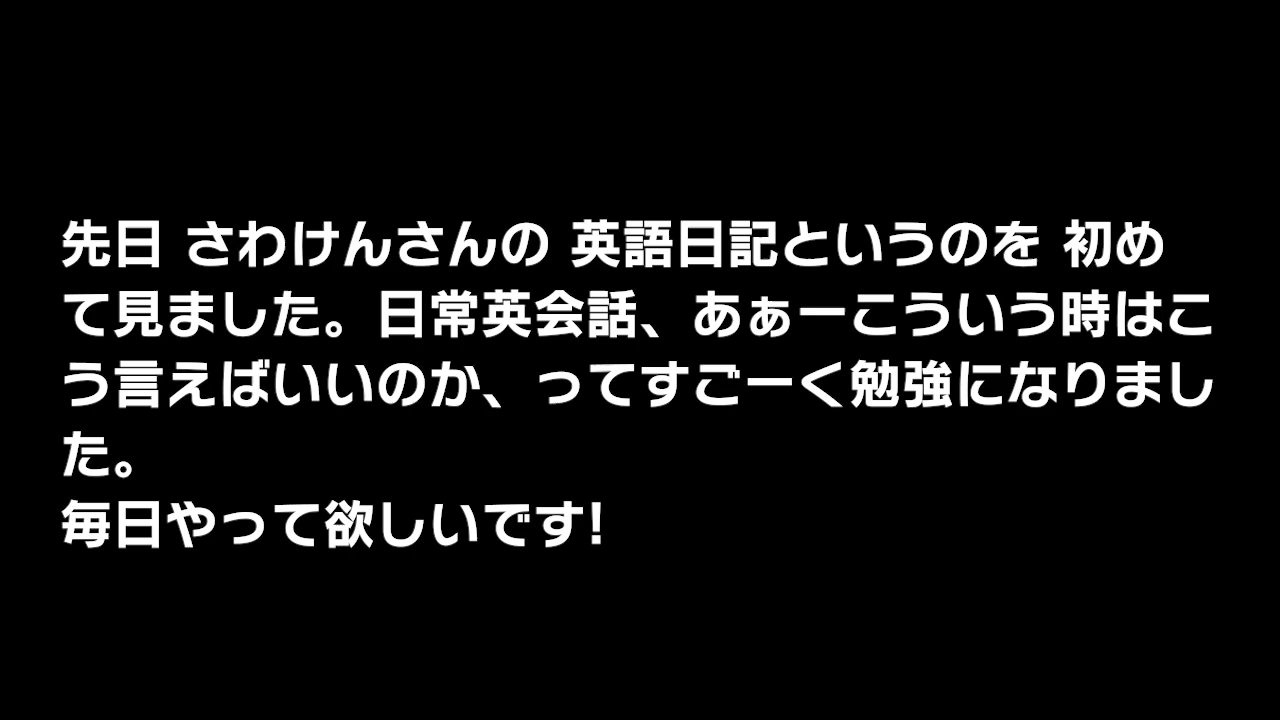 先日 さわけんさんの 英語日記というのを 初め
て見ました。日常英会話、あぁーこういう時はこ
う言えばいいのか、ってすごーく勉強になりまし
た。
毎日やって欲しいです!